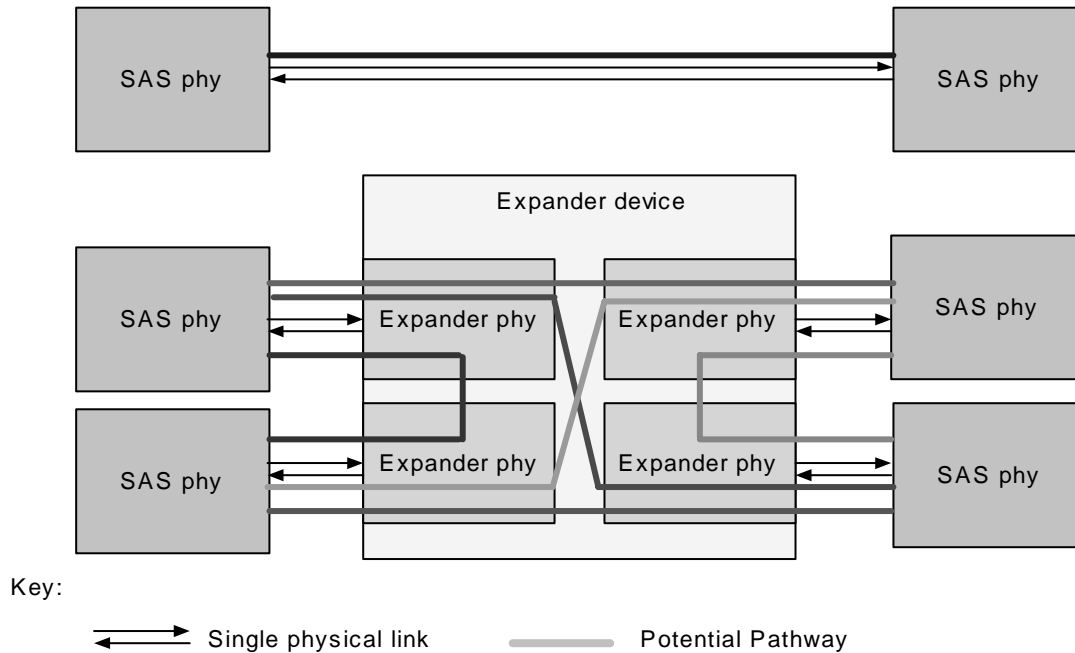 SAS phy
SAS phy
Expander device
SAS phy
Expander phy
Expander phy
SAS phy
SAS phy
Expander phy
Expander phy
SAS phy
Key:
Single physical link
Potential Pathway